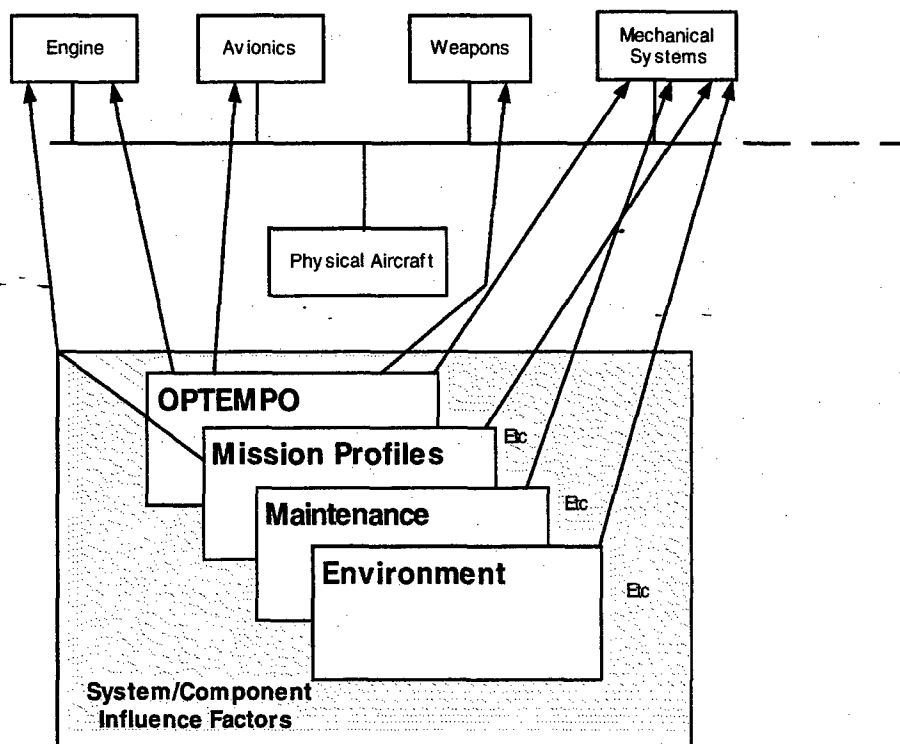 Engine
Avionics
Weapons
Mechanical
Systems
Physical Aircraft
OPTEMPO
Mission Profiles
Etc
Maintenance
Etc
Environment
Etc
System/Component
Influence Factors